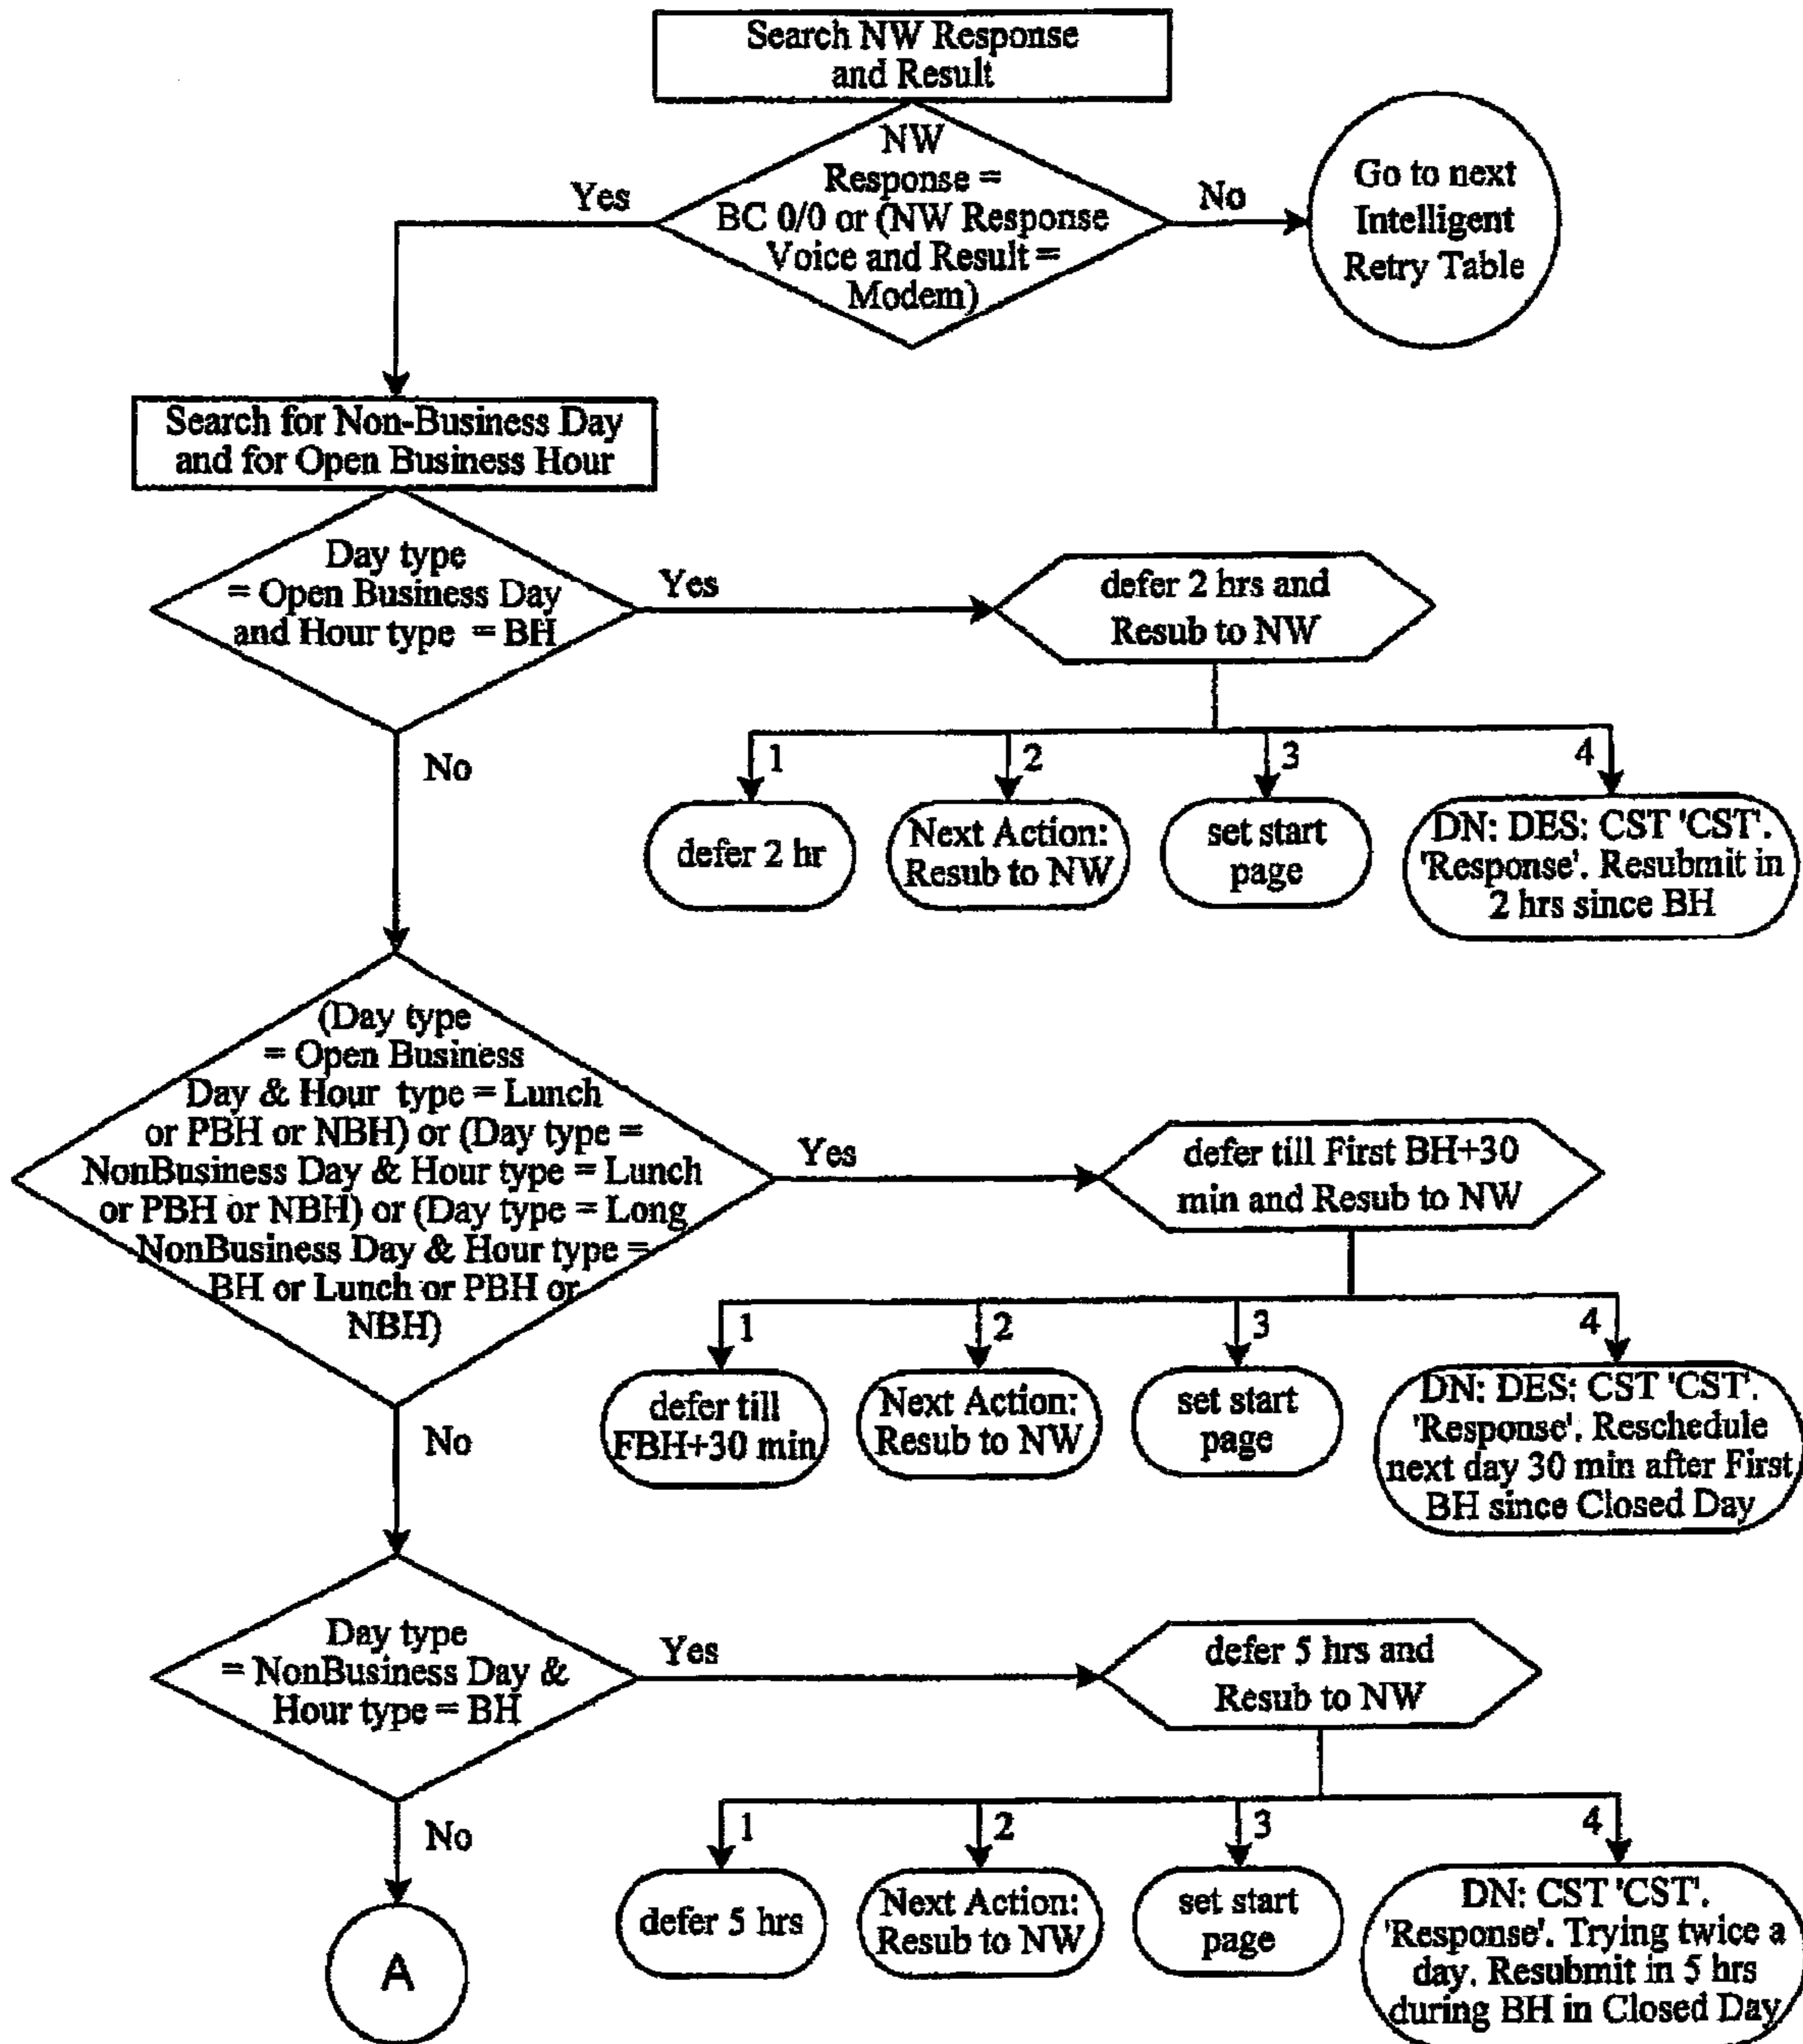 Search NW Response
and Result
NW
Response =
BC 0/0 or (NW Response
Voice and Result =
Modem)
Yes
No
Go to next
Intelligent
Retry Table
Search for Non-Business Day
and for Open Business Hour
Day type
= Open Business Day
and Hour type = BH
Yes
defer 2 hrs and
Resub to NW
No
1
2
3
4
defer 2 hr
Next Action:
Resub to NW
set start
page
DN: DES: CST 'CST'.
'Response'. Resubmit in
2 hrs since BH
(Day type
= Open Business
Day & Hour type = Lunch
or PBH or NBH) or (Day type =
NonBusiness Day & Hour type = Lunch
or PBH or NBH) or (Day type = Long
NonBusiness Day & Hour type =
BH or Lunch or PBH or
NBH)
Yes
defer till First BH+30
min and Resub to NW
No
1
2
3
4
defer till
FBH+30 min
Next Action:
Resub to NW
set start
page
DN: DES: CST 'CST'.
'Response'. Reschedule
next day 30 min after First
BH since Closed Day
Day type
= NonBusiness Day &
Hour type = BH
Yes
defer 5 hrs and
Resub to NW
No
1
2
3
4
defer 5 hrs
Next Action:
Resub to NW
set start
page
DN: CST 'CST'.
'Response'. Trying twice a
day. Resubmit in 5 hrs
during BH in Closed Day
A